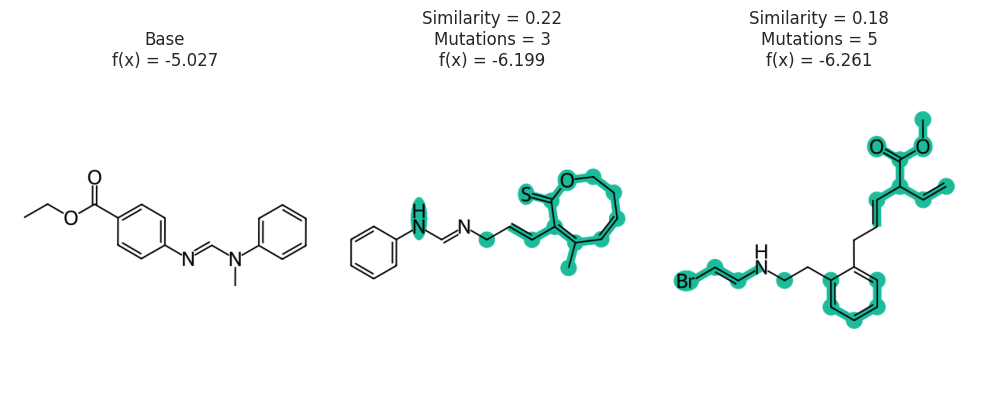 Base
f(x) = -5.027
Similarity = 0.22
Mutations = 3
f(x) = -6.199
Similarity = 0.18
Mutations = 5
f(x) = -6.261
O
O
N
N
H
N
N
S
O
Br
H
N
O
O